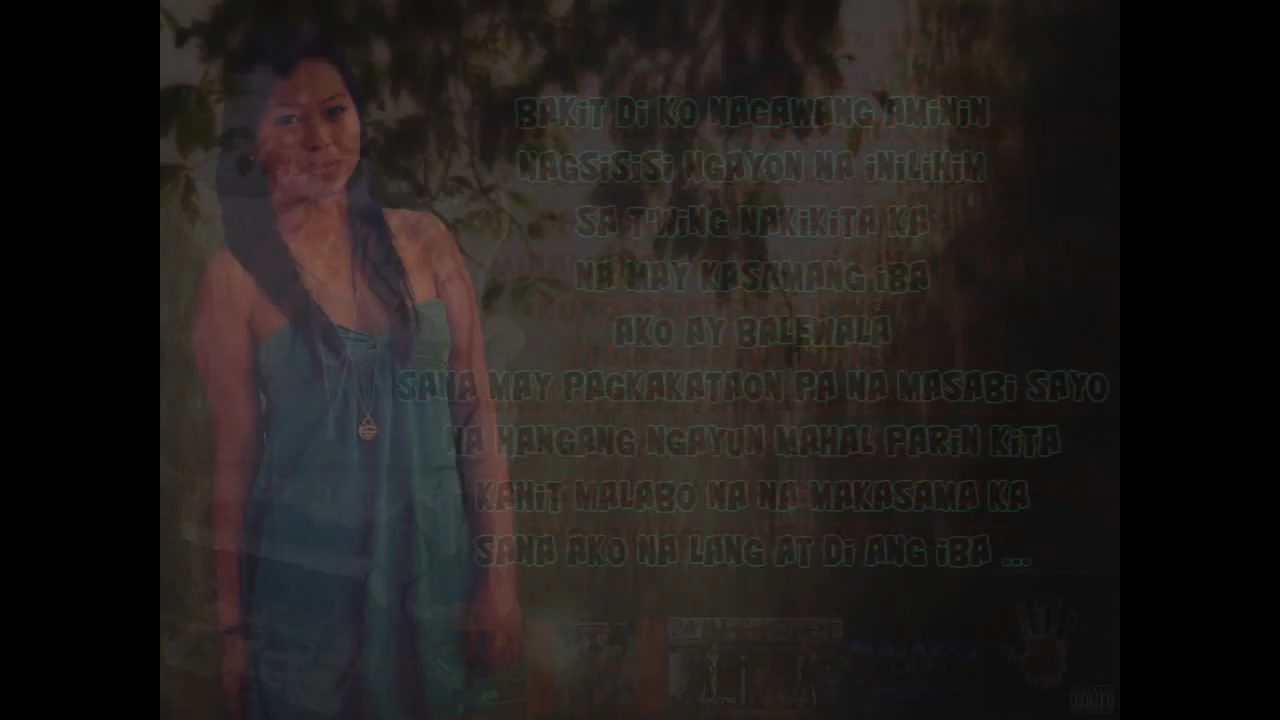 BAKiT Di KO NAGAWANG AMiNiN
NAGSiSiSi NGAYON NA iNiLiHiM
SA T'WiNG NAKiKiTA KA
NA MAY KASAMANG iBA
AKO AY BALEWALA
SANA MAY PAGKAKATAON PA NA MASABi SAYO
NA HANGANG NGAYUN MAHAL PARiN KiTA
KAHiT MALABO NA NA MAKASAMA KA
SANA AKO NA LANG AT Di ANG iBA ...